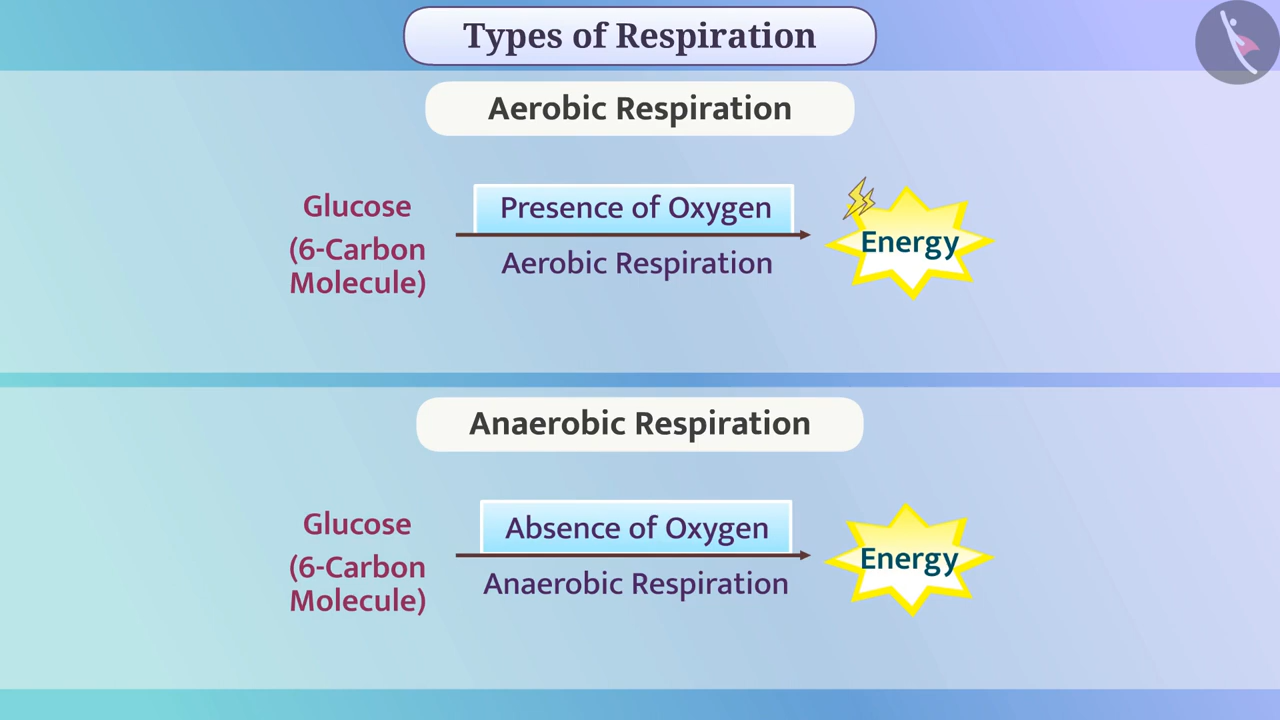 Types of Respiration
Aerobic Respiration
Glucose
(6-Carbon
Molecule)
Presence of Oxygen
Aerobic Respiration
Energy
Anaerobic Respiration
Glucose
(6-Carbon
Molecule)
Absence of Oxygen
Anaerobic Respiration
Energy